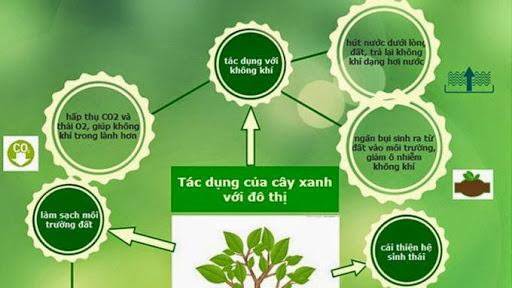 tác dụng với
không khí
hút nước dưới lòng
đất, trả lại không
khí dạng hơi nước
hấp thụ CO2 và
thải O2, giúp không
khí trong lành hơn
ngăn bụi sinh ra từ
đất vào môi trường,
giảm ô nhiễm
không khí
CO
Tác dụng của cây xanh
với đô thị
làm sạch môi
trường đất
cải thiện hệ
sinh thái